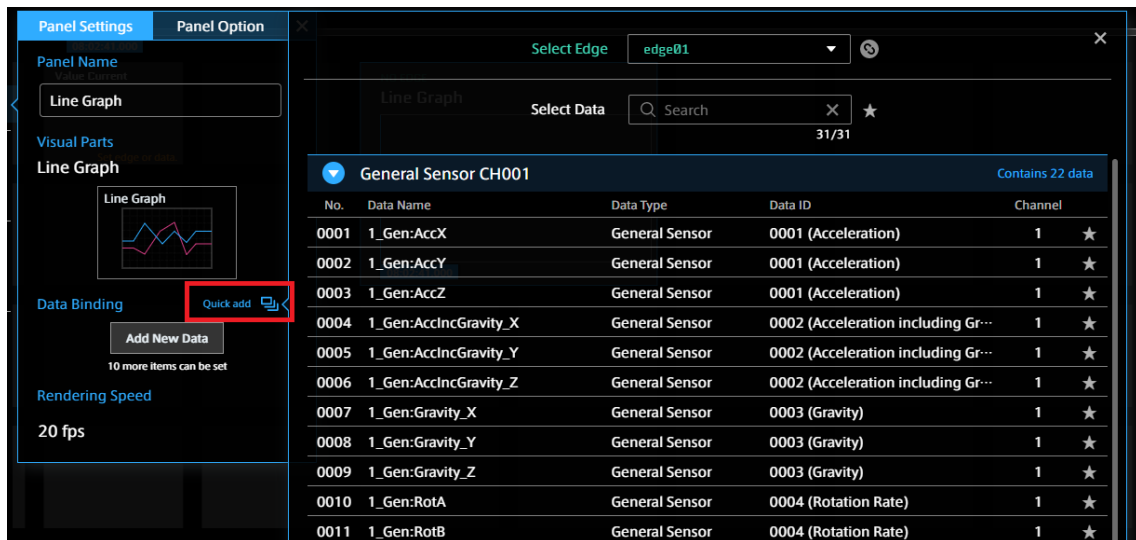 Panel Settings Panel Option
Panel Name
Value Current
Line Graph
Visual Parts
Line Graph
Line Graph
Data Binding Quick add
Add New Data
10 more items can be set
Rendering Speed
20 fps
Select Edge edge01
Line Graph
Select Data Search
31/31
General Sensor CH001 Contains 22 data
No. Data Name Data Type Data ID Channel
0001 1_Gen:AccX General Sensor 0001 (Acceleration) 1
0002 1_Gen:AccY General Sensor 0001 (Acceleration) 1
0003 1_Gen:AccZ General Sensor 0001 (Acceleration) 1
0004 1_Gen:AccIncGravity_X General Sensor 0002 (Acceleration including Gr··· 1
0005 1_Gen:AccIncGravity_Y General Sensor 0002 (Acceleration including Gr··· 1
0006 1_Gen:AccIncGravity_Z General Sensor 0002 (Acceleration including Gr··· 1
0007 1_Gen:Gravity_X General Sensor 0003 (Gravity) 1
0008 1_Gen:Gravity_Y General Sensor 0003 (Gravity) 1
0009 1_Gen:Gravity_Z General Sensor 0003 (Gravity) 1
0010 1_Gen:RotA General Sensor 0004 (Rotation Rate) 1
0011 1_Gen:RotB General Sensor 0004 (Rotation Rate) 1